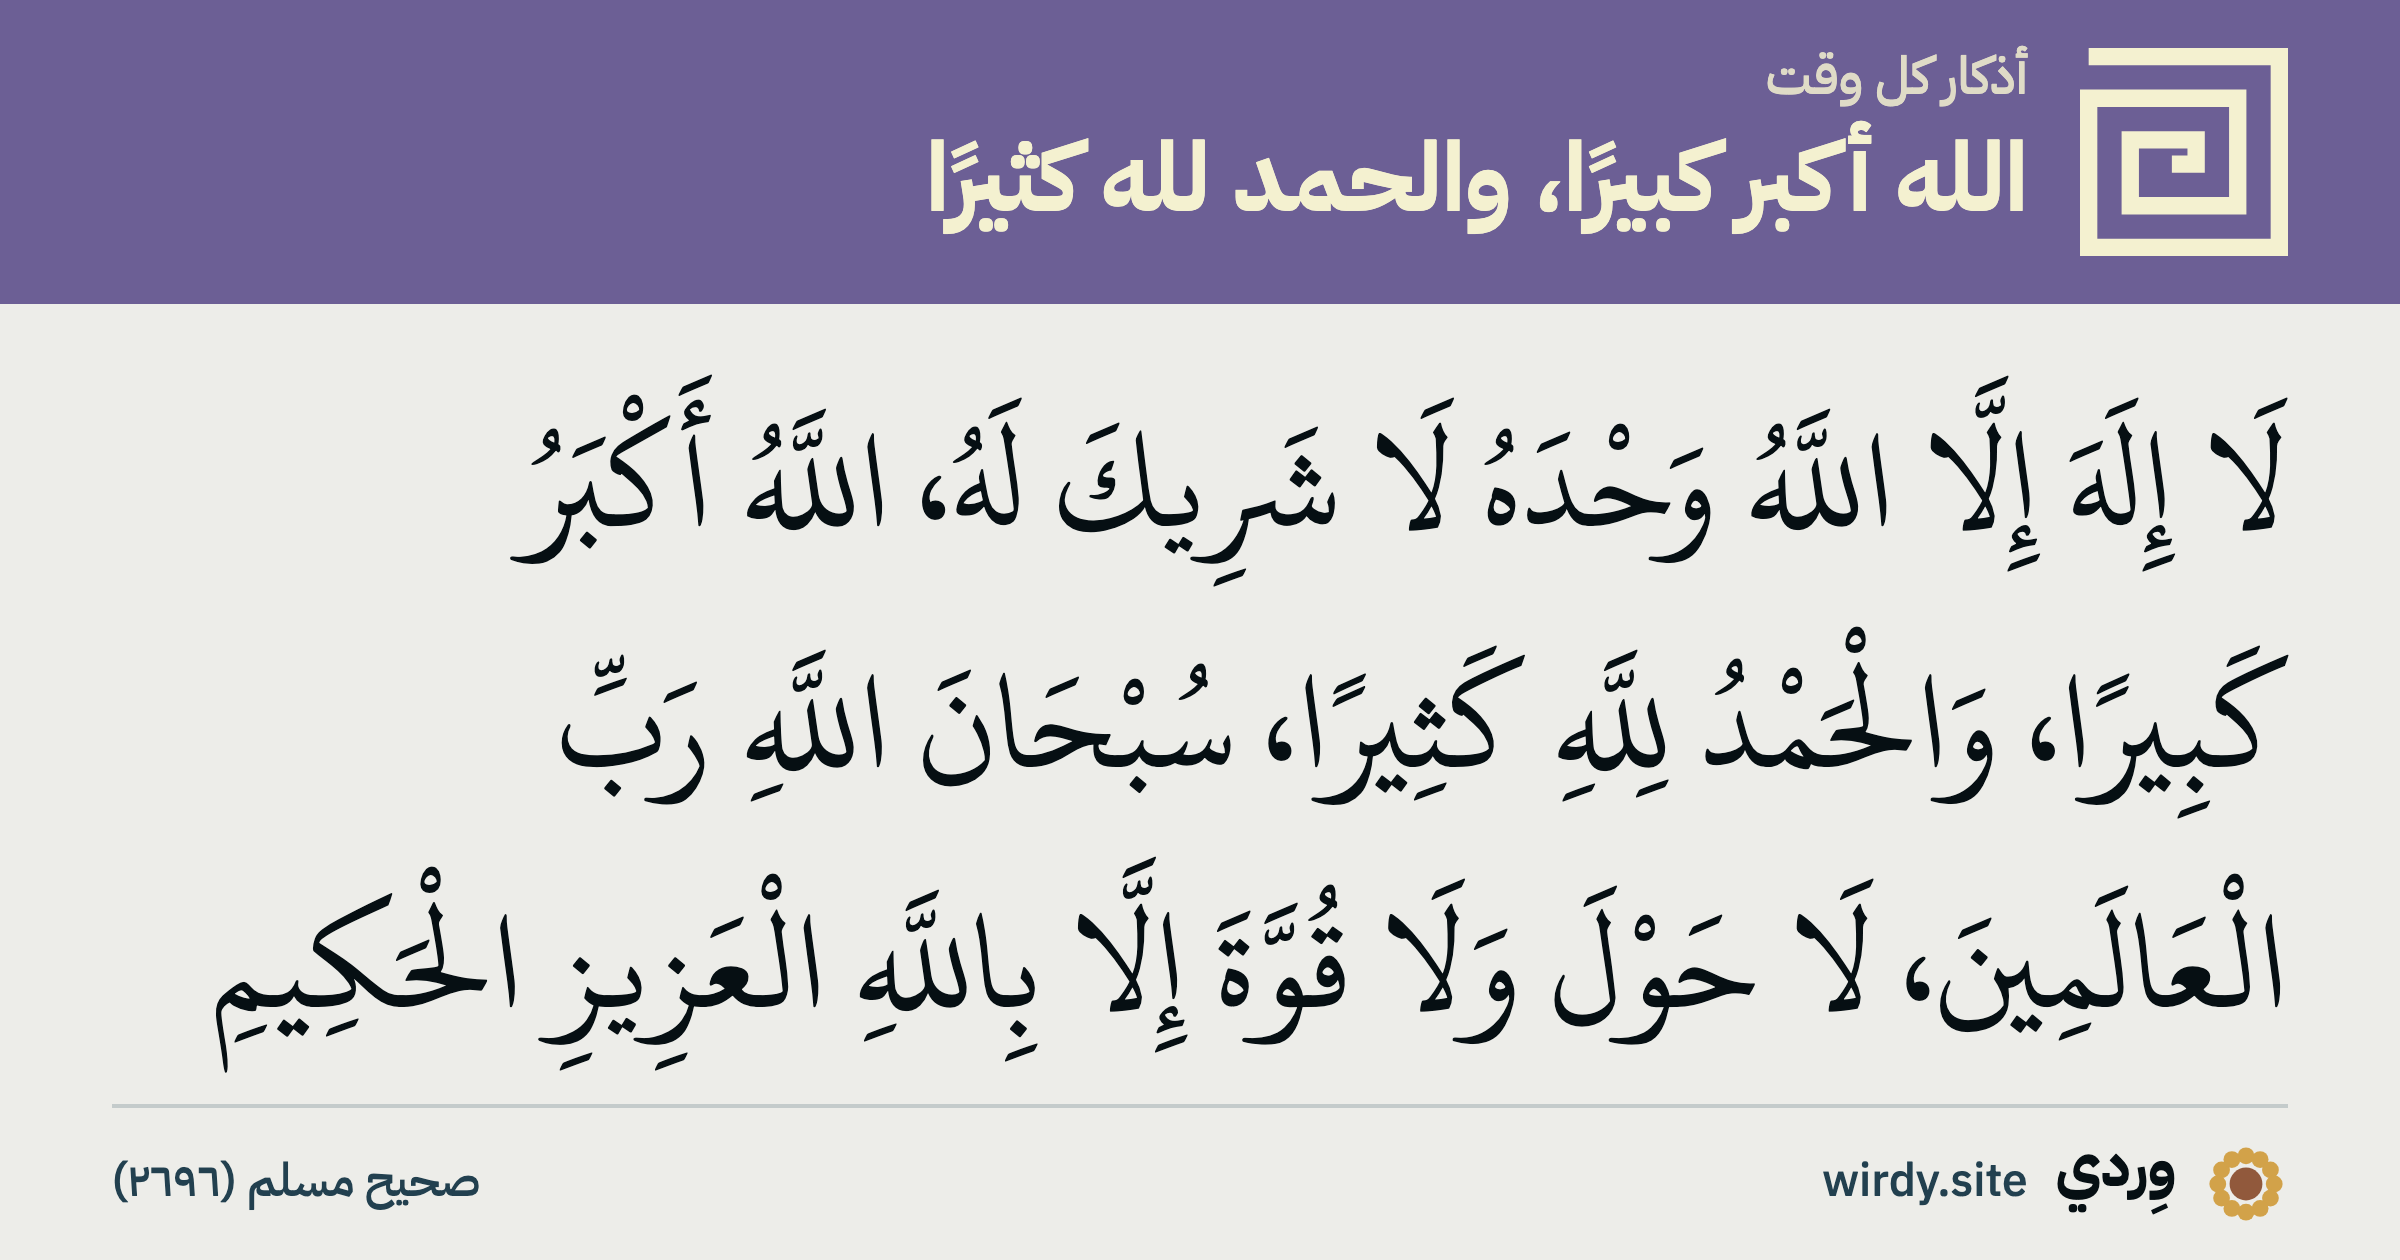 أذكار كل وقت
الله أكبر كبيرًا، والحمد لله كثيرًا
لَا إِلَهَ إِلَّا اللَّهُ وَحْدَهُ لَا شَرِيكَ لَهُ، اللَّهُ أَكْبَرُ
كَبِيرًا، وَالْحَمْدُ لِلَّهِ كَثِيرًا، سُبْحَانَ اللَّهِ رَبِّ
الْعَالَمِينَ، لَا حَوْلَ وَلَا قُوَّةَ إِلَّا بِاللَّهِ الْعَزِيزِ الْحَكِيمِ
وِردي wirdy.site
صحيح مسلم (٢٦٩٦)